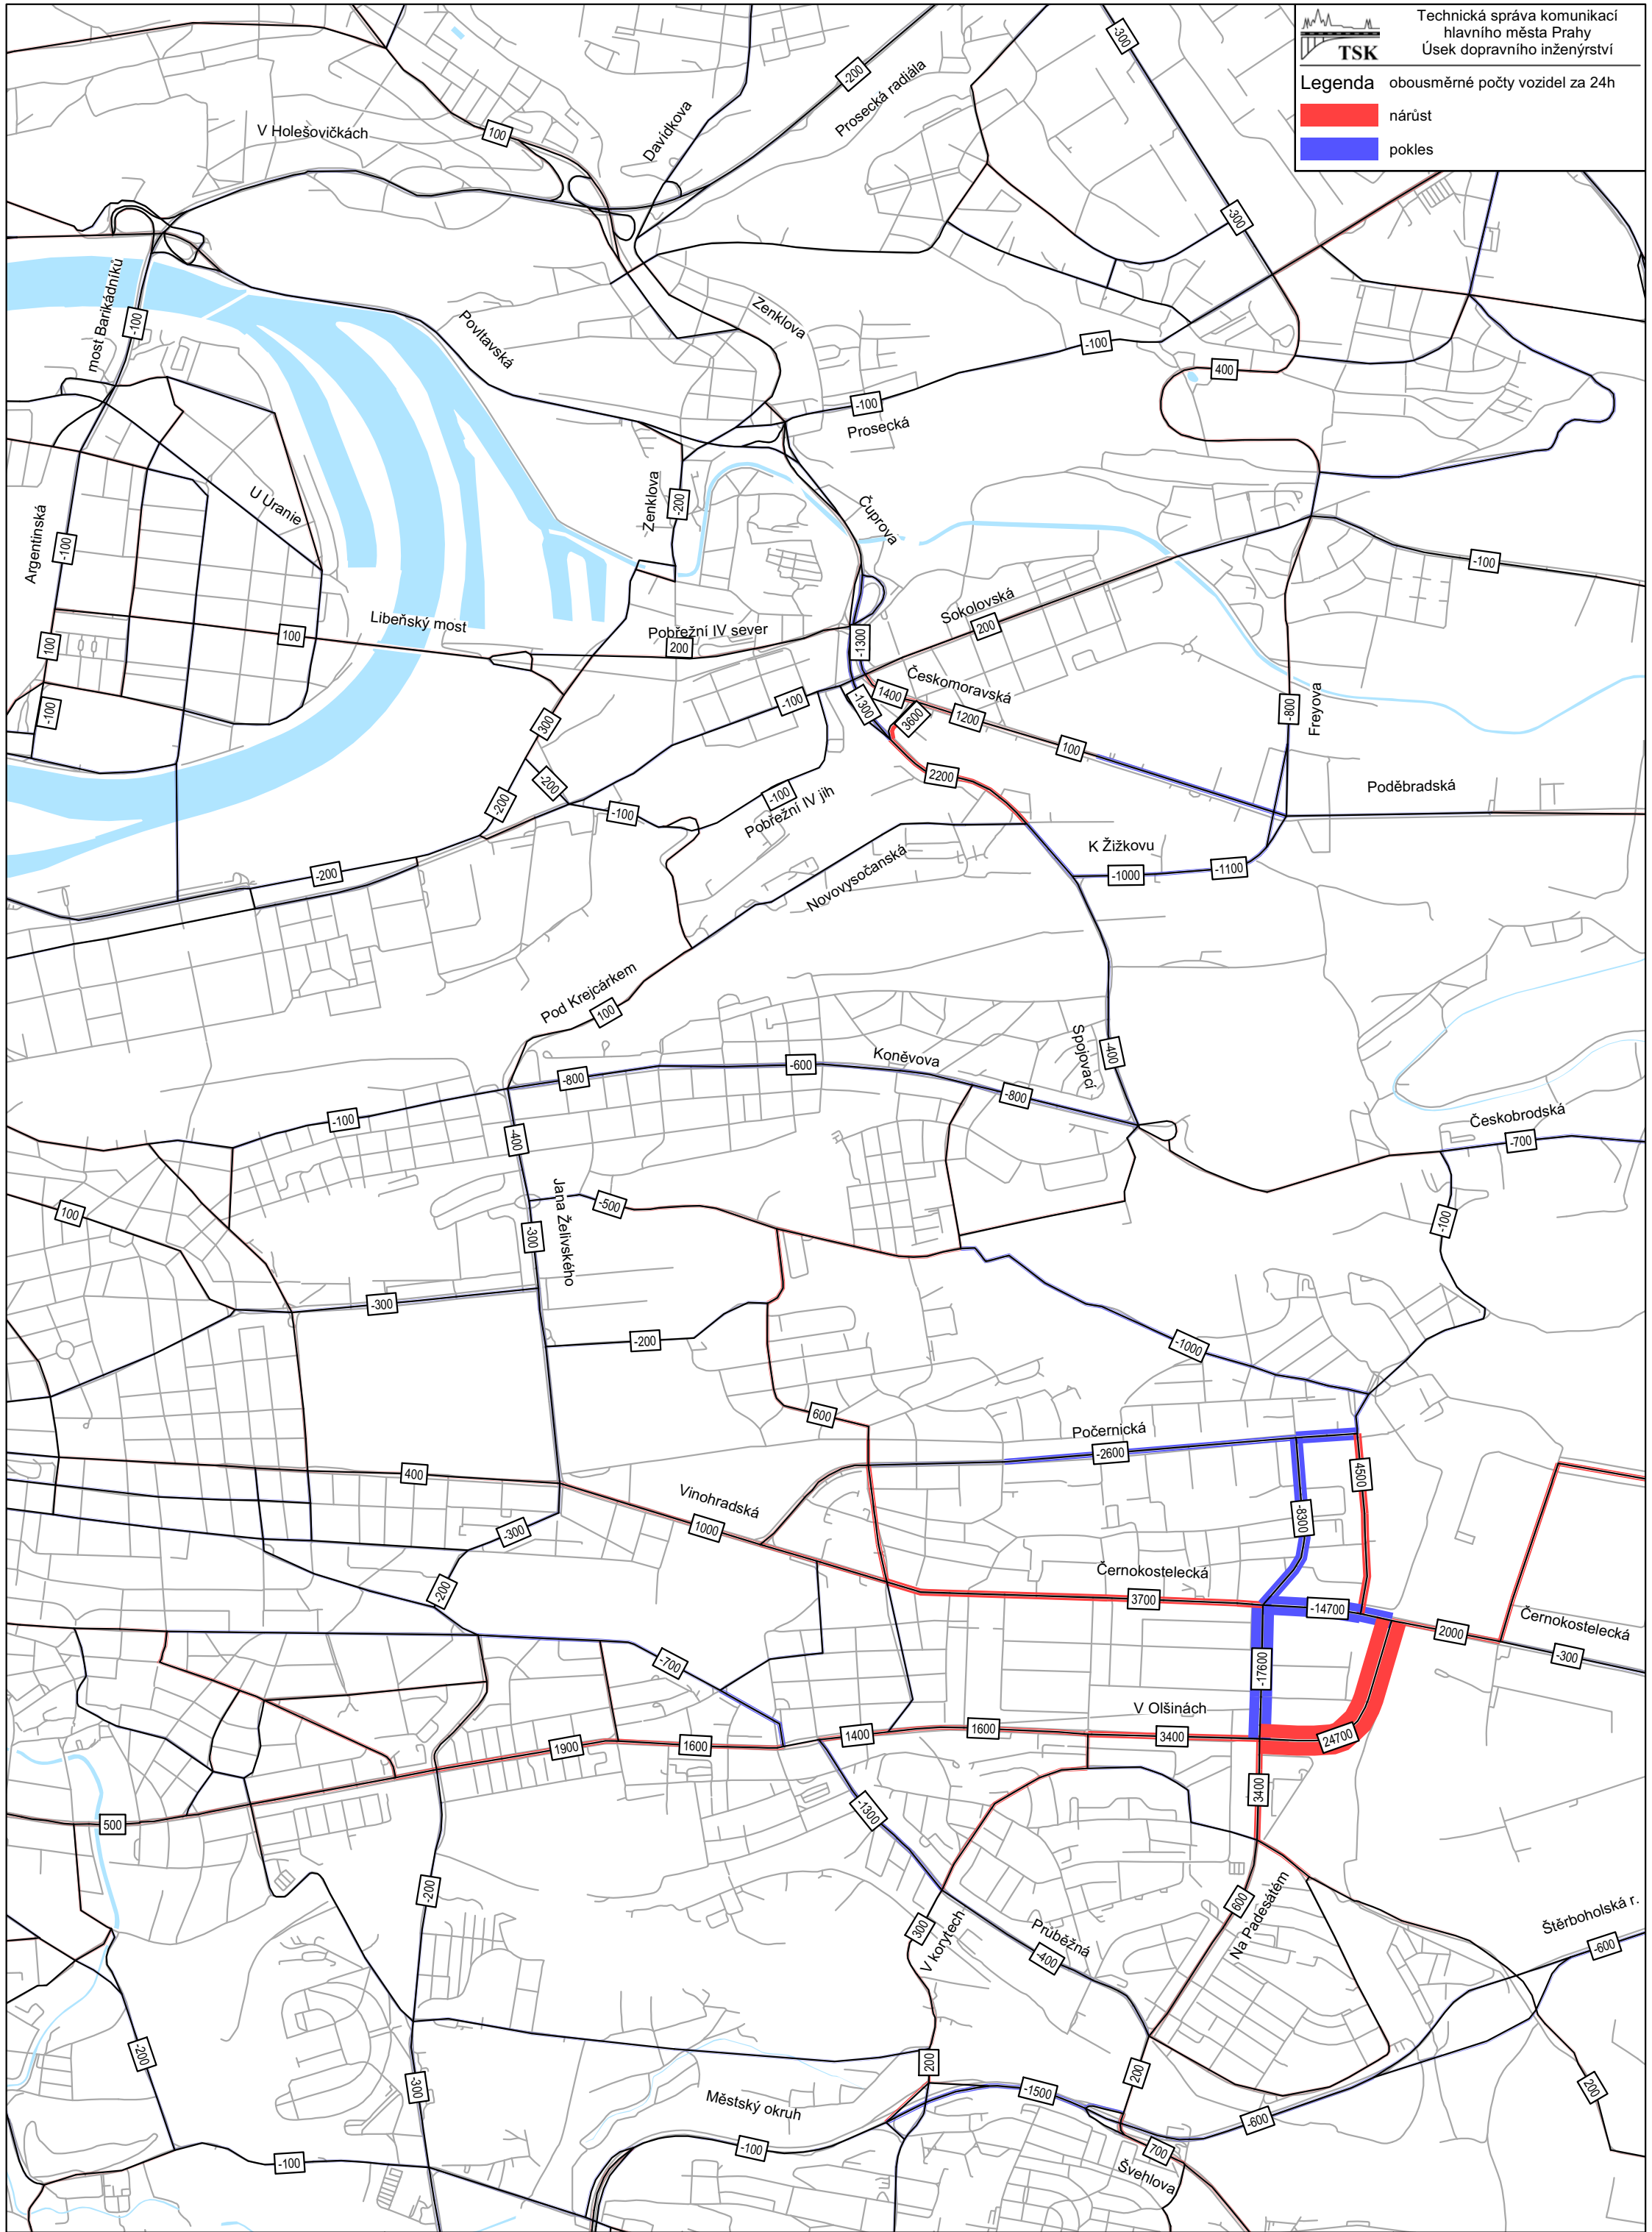 Technická správa komunikací
hlavního města Prahy
Úsek dopravního inženýrství
TSK
Legenda obousměrné počty vozidel za 24h
nárůst
pokles
-300
-200
Prosecká radiála
Davídkova
V Holešovičkách
100
-300
most Barikádníků
-100
Povltavská
Zenklova
-100
400
-100
Prosecká
U Uranie
Zenklova
-200
Čuprova
Argentinská
-100
-100
Sokolovská
200
Libeňský most
100
Pobřežní IV sever
200
-1300
100
-100
Českomoravská
1400
-1300
3600
1200
-100
300
100
-800
Freyova
2200
Poděbradská
-200
-200
-100
-100
Pobřežní IV jih
K Žižkovu
-1000
-1100
-200
Novovysočanská
Pod Krejcárkem
100
Spojovací
-400
Koněvova
-600
-800
-800
-100
Českobrodská
-700
-400
Jana Želivského
-500
-300
100
-100
-300
-200
-1000
600
Počernická
-2600
4500
400
Vinohradská
1000
-300
-8300
Černokostelecká
3700
-14700
2000
Černokostelecká
-300
-200
-700
-17600
V Olšinách
1400
1600
3400
24700
1900
1600
3400
500
-1300
-200
600
Na Padesátém
300
V korytech
Průběžná
-400
Štěrboholská r.
-600
-200
200
200
200
-300
Městský okruh
-1500
-600
-100
700
Švehlova
-100